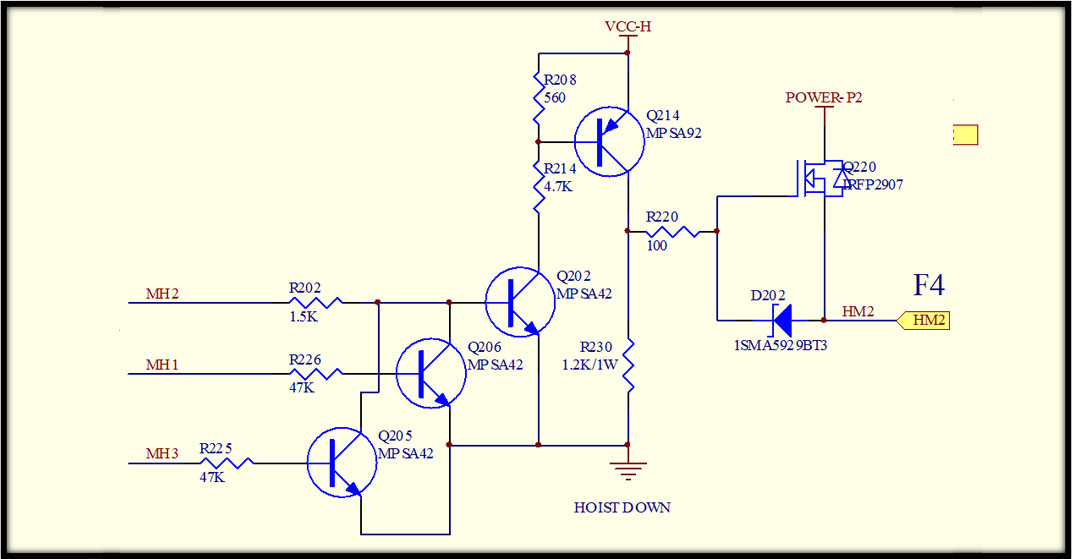 VCC-H
R208
560
Q214
MPSA92
POWER-P2
Q220
IRFP2907
R214
4.7K
R220
100
Q202
MPSA42
MH2
R202
1.5K
F4
D202
HM2
HM2
1SMA5929BT3
Q206
MPSA42
R230
1.2K/1W
MH1
R226
47K
Q205
MPSA42
MH3
R225
47K
HOIST DOWN